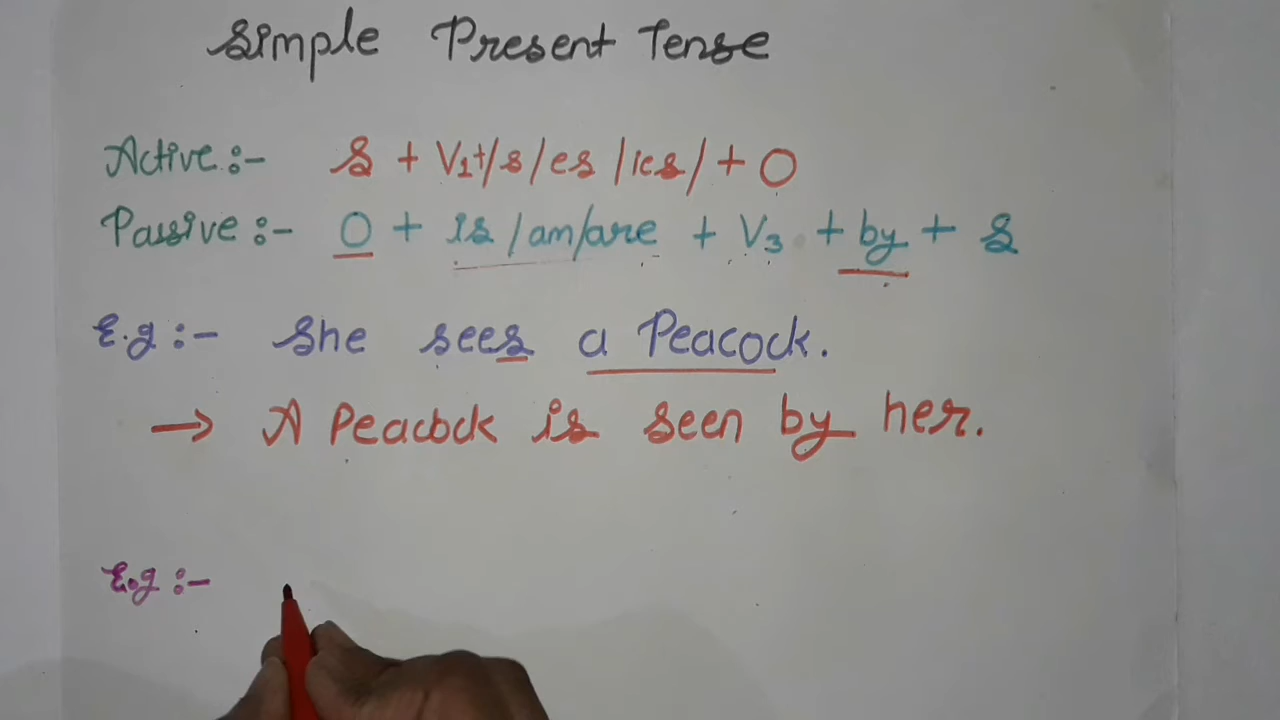 Simple Present Tense
Active:- S + V1+/s/es/ies/+ O
Passive:- O + is/am/are + V3 + by + S
E.g:- She sees a Peacock.
→ A Peacock is seen by her.
E.g:-